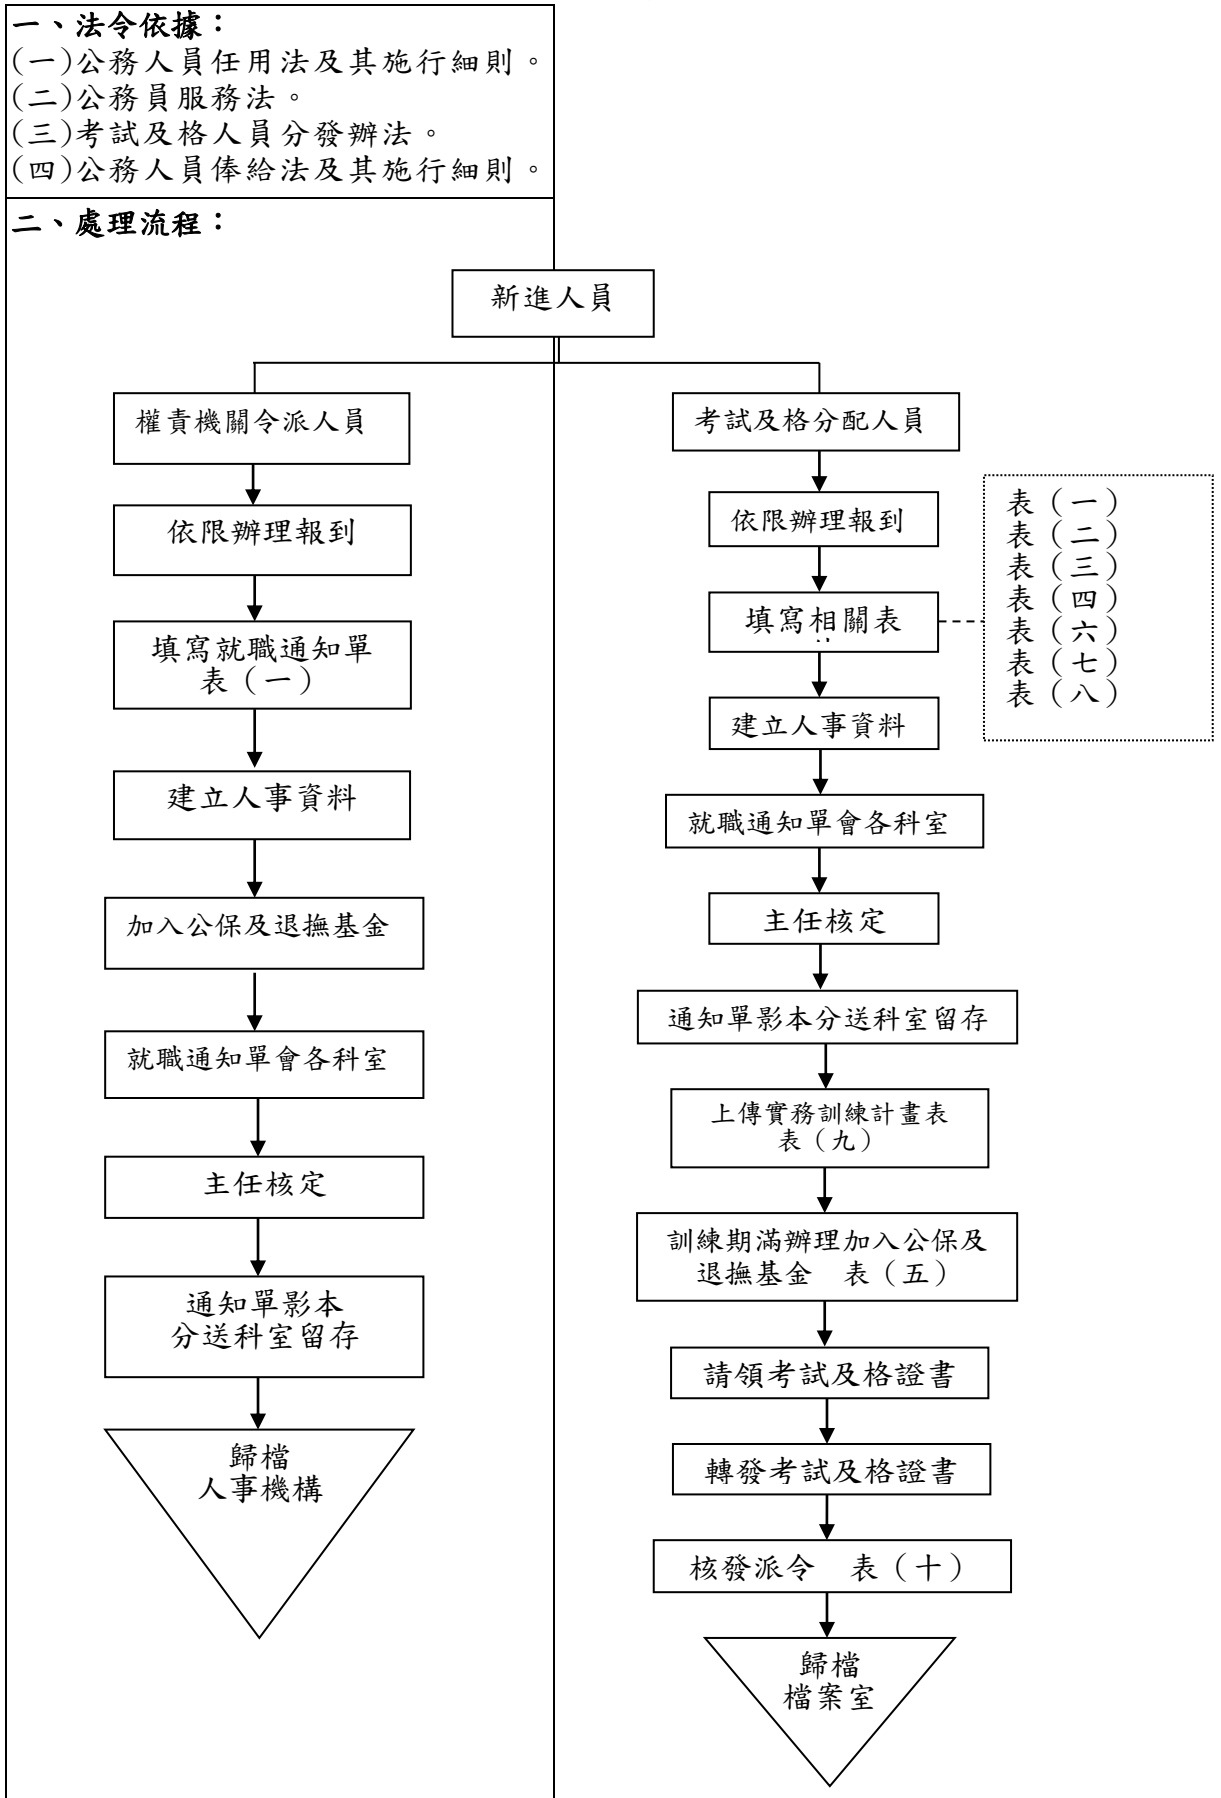 一、法令依據：
(一)公務人員任用法及其施行細則。
(二)公務員服務法。
(三)考試及格人員分發辦法。
(四)公務人員俸給法及其施行細則。
二、處理流程：
新進人員
權責機關令派人員
依限辦理報到
填寫就職通知單
表（一）
建立人事資料
加入公保及退撫基金
就職通知單會各科室
主任核定
通知單影本
分送科室留存
歸檔
人事機構
考試及格分配人員
依限辦理報到
填寫相關表
表（一）
表（二）
表（三）
表（四）
表（六）
表（七）
表（八）
建立人事資料
就職通知單會各科室
主任核定
通知單影本分送科室留存
上傳實務訓練計畫表
表（九）
訓練期滿辦理加入公保及
退撫基金　表（五）
請領考試及格證書
轉發考試及格證書
核發派令　表（十）
歸檔
檔案室